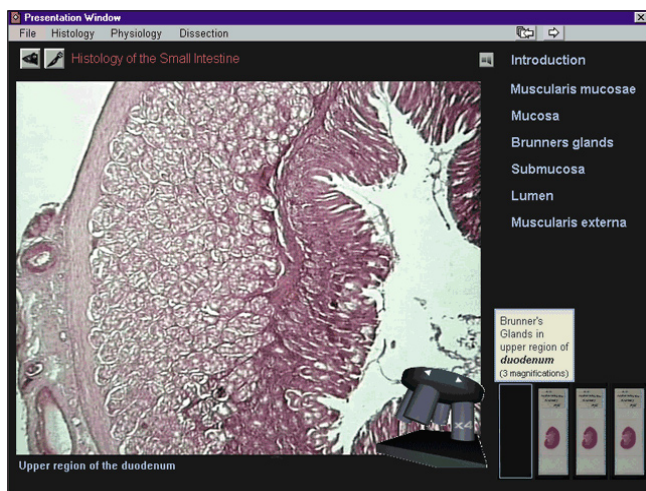 Presentation Window
File Histology Physiology Dissection
Histology of the Small Intestine
Introduction
Muscularis mucosae
Mucosa
Brunners glands
Submucosa
Lumen
Muscularis externa
Brunner's
Glands in
upper region of
duodenum
(3 magnifications)
x4
Upper region of the duodenum